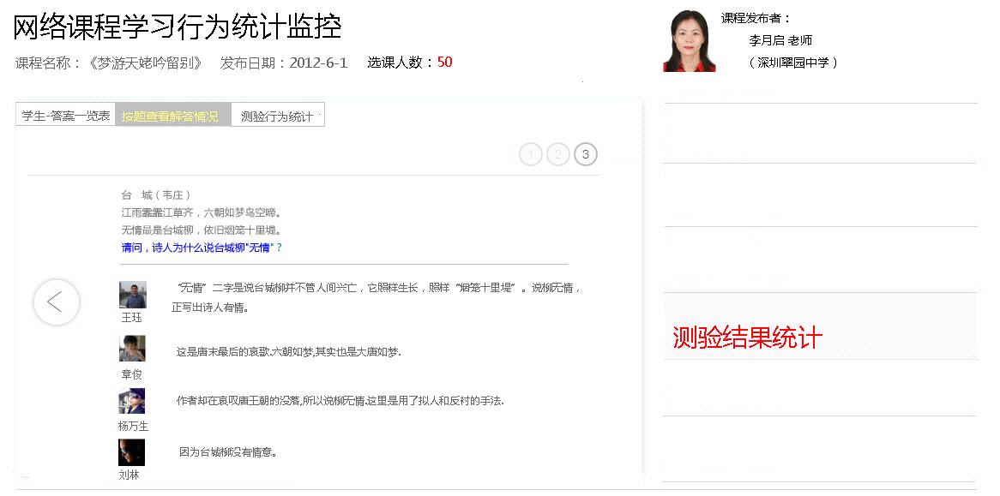 网络课程学习行为统计监控
课程名称：《梦游天姥吟留别》 发布日期：2012-6-1 选课人数：50
课程发布者：
李月启 老师
（深圳翠园中学）
学生-答案一览表 按题查看解答情况 测验行为统计
1 2 3
台 城（韦庄）
江雨霏霏江草齐，六朝如梦鸟空啼。
无情最是台城柳，依旧烟笼十里堤。
请问，诗人为什么说台城柳"无情"？
<
“无情”二字是说台城柳并不管人间兴亡，它照样生长，照样“烟笼十里堤”。说柳无情，
正写出诗人有情。
王珏
这是唐末最后的哀歌.六朝如梦,其实也是大唐如梦.
章俊
作者却在哀叹唐王朝的没落,所以说柳无情.这里是用了拟人和反衬的手法.
杨万生
因为台城柳没有情意。
刘林
测验结果统计